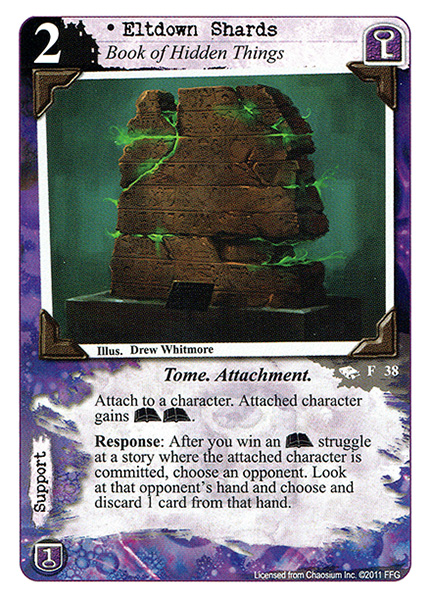 2
• Eltdown Shards
Book of Hidden Things
Illus. Drew Whitmore
Tome. Attachment.
F 38
Attach to a character. Attached character
gains .
Response: After you win an struggle
at a story where the attached character is
committed, choose an opponent. Look
at that opponent's hand and choose and
discard 1 card from that hand.
Support
1
Licensed from Chaosium Inc. ©2011 FFG